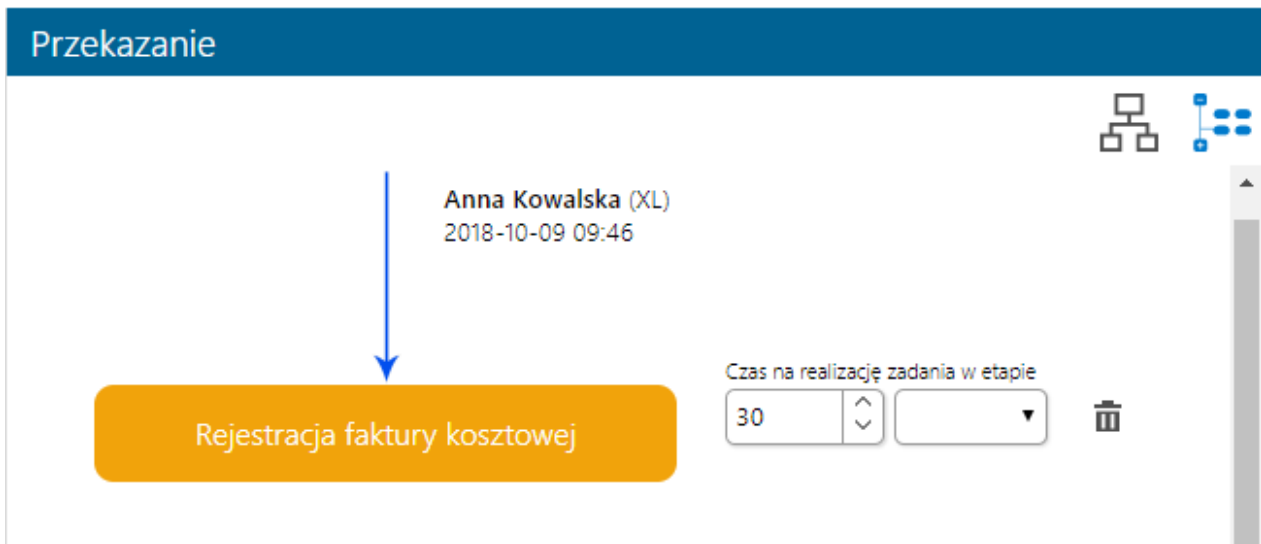 Przekazanie
Anna Kowalska (XL)
2018-10-09 09:46
Czas na realizację zadania w etapie
30
Rejestracja faktury kosztowej